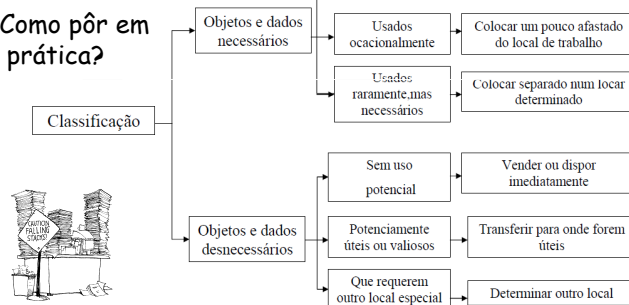 Como pôr em
prática?
Classificação
Objetos e dados
necessários
Usados
ocacionalmente
Colocar um pouco afastado
do local de trabalho
Usados
raramente,mas
necessários
Colocar separado num locar
determinado
Objetos e dados
desnecessários
Sem uso
potencial
Vender ou dispor
imediatamente
Potenciamente
úteis ou valiosos
Transferir para onde forem
úteis
Que requerem
outro local especial
Determinar outro local
CAUTION
FALLING
STACKS!